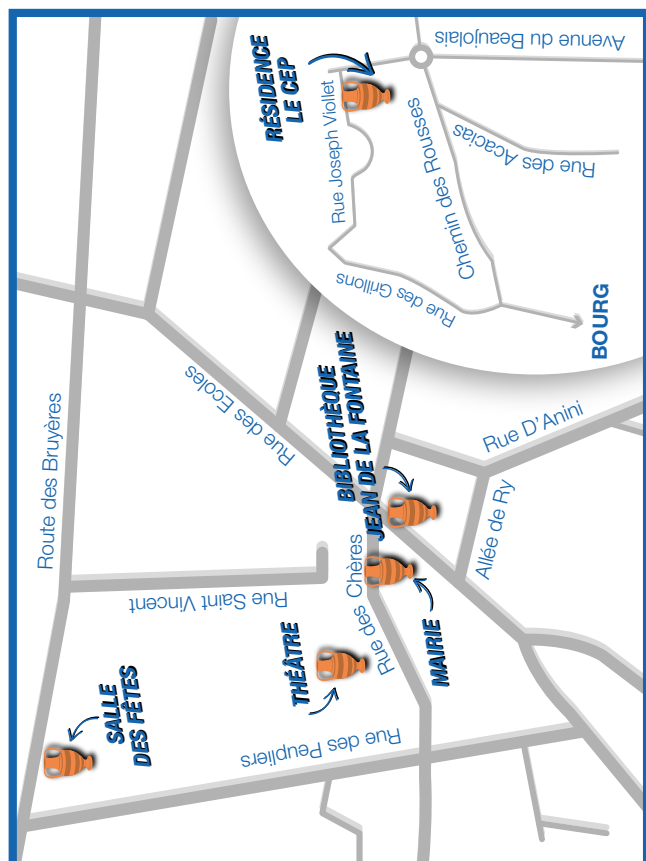 Avenue du Beaujolais
RÉSIDENCE
LE CEP
Rue Joseph Viollet
Chemin des Rousses
Rue des Acacias
Rue des Grillons
BOURG
BIBLIOTHÈQUE
JEAN DE LA FONTAINE
Rue des Ecoles
Route des Bruyères
Rue D'Anini
Allée de Ry
Rue Saint Vincent
Rue des Chères
MAIRIE
THÉÂTRE
SALLE
DES FÊTES
Rue des Peupliers